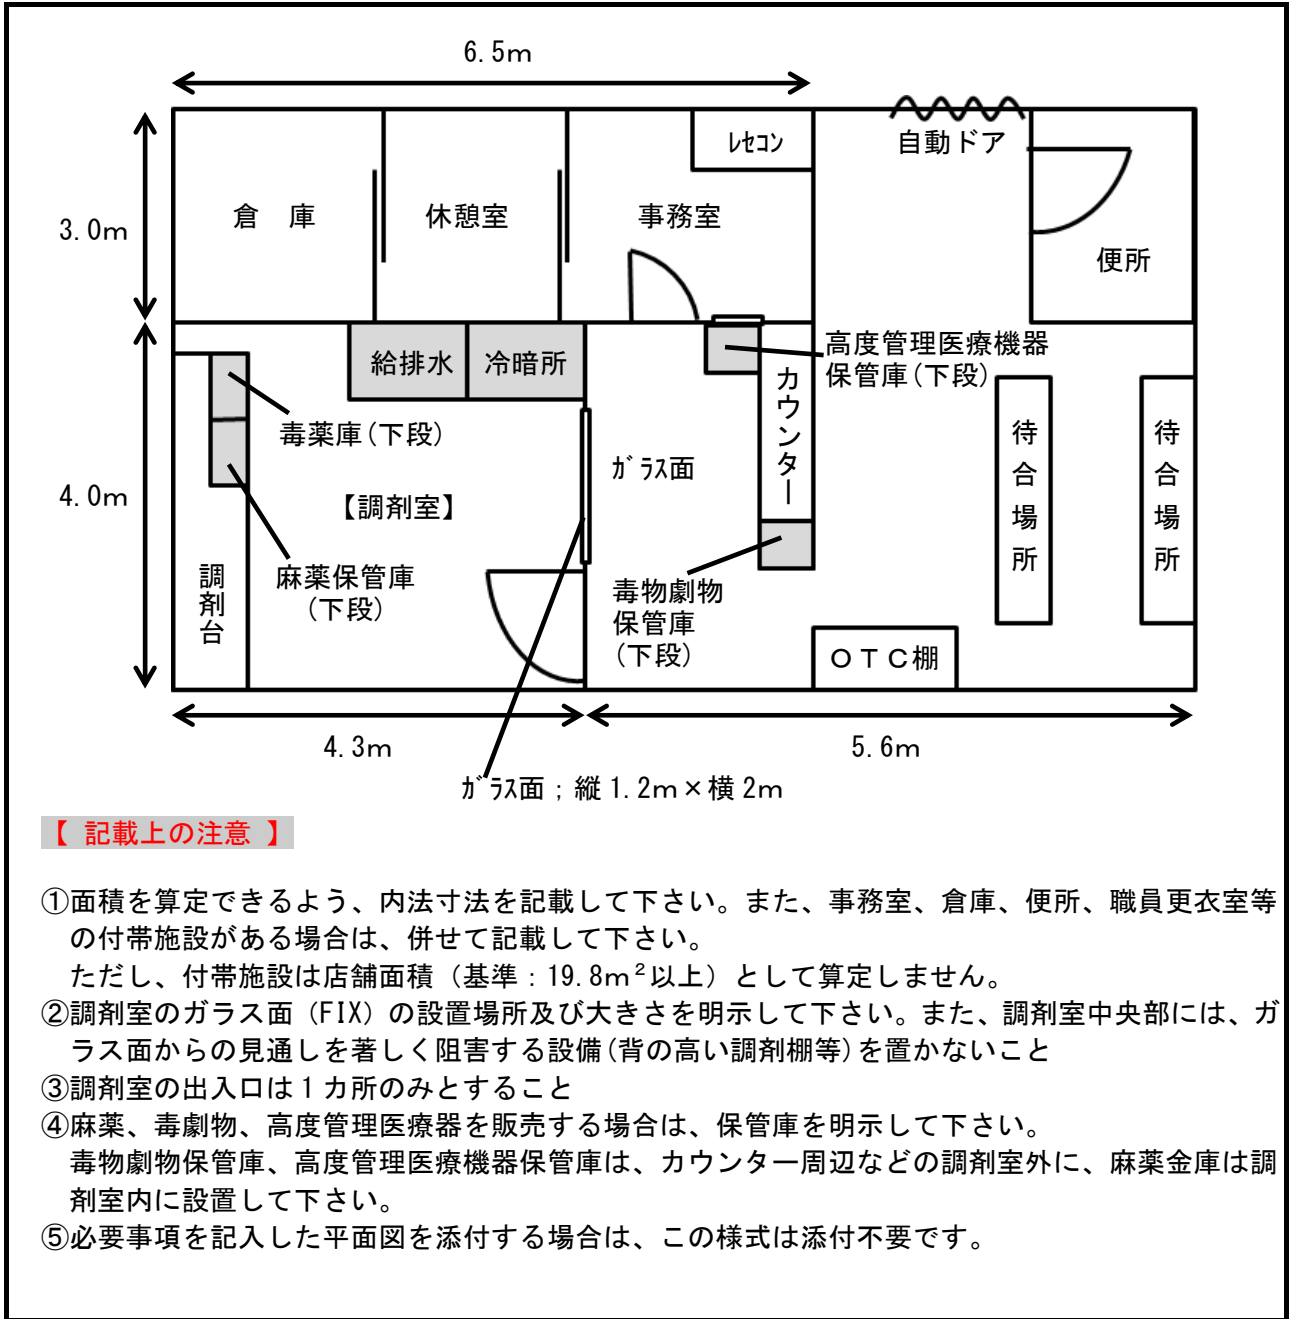 6.5m
レセコン
自動ドア
倉 庫
休憩室
事務室
3.0m
便所
高度管理医療機器
保管庫(下段)
給排水
冷暗所
カウンター
毒薬庫(下段)
ガラス面
待合場所
待合場所
4.0m
【調剤室】
麻薬保管庫
(下段)
調剤台
毒物劇物
保管庫
(下段)
OTC棚
4.3m
5.6m
ガラス面;縦1.2m×横2m
【 記載上の注意 】
①面積を算定できるよう、内法寸法を記載して下さい。また、事務室、倉庫、便所、職員更衣室等
の付帯施設がある場合は、併せて記載して下さい。
ただし、付帯施設は店舗面積(基準:19.8m²以上)として算定しません。
②調剤室のガラス面(FIX)の設置場所及び大きさを明示して下さい。また、調剤室中央部には、ガ
ラス面からの見通しを著しく阻害する設備(背の高い調剤棚等)を置かないこと
③調剤室の出入口は1カ所のみとすること
④麻薬、毒劇物、高度管理医療器を販売する場合は、保管庫を明示して下さい。
毒物劇物保管庫、高度管理医療機器保管庫は、カウンター周辺などの調剤室外に、麻薬金庫は調
剤室内に設置して下さい。
⑤必要事項を記入した平面図を添付する場合は、この様式は添付不要です。